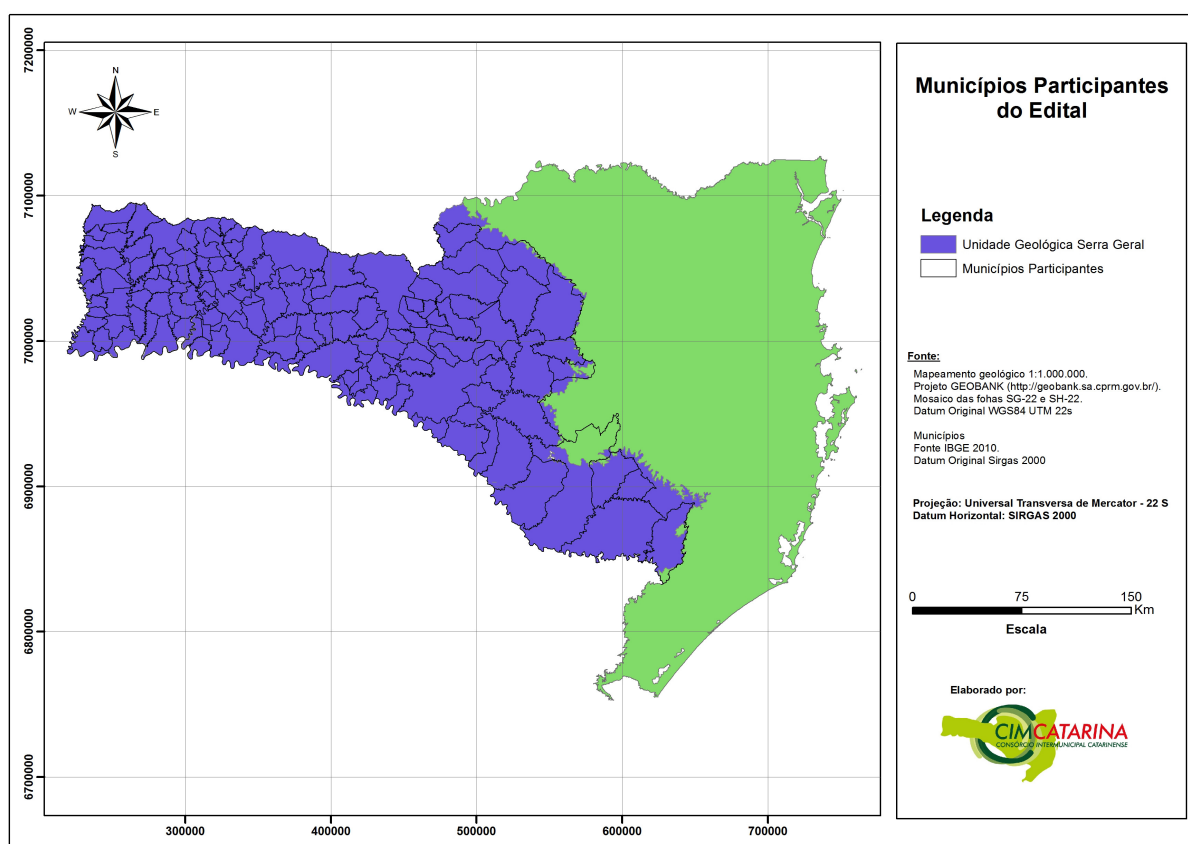 7200000
7100000
7000000
6900000
6800000
6700000
300000
400000
500000
600000
700000
N
W
E
S
Municípios Participantes
do Edital
Legenda
Unidade Geológica Serra Geral
Municípios Participantes
Fonte:
Mapeamento geológico 1:1.000.000.
Projeto GEOBANK (http://geobank.sa.cprm.gov.br/).
Mosaico das fohas SG-22 e SH-22.
Datum Original WGS84 UTM 22s
Municípios
Fonte IBGE 2010.
Datum Original Sirgas 2000
Projeção: Universal Transversa de Mercator - 22 S
Datum Horizontal: SIRGAS 2000
0 75 150
Km
Escala
Elaborado por:
CIMCATARINA
CONSÓRCIO INTERMUNICIPAL CATARINENSE